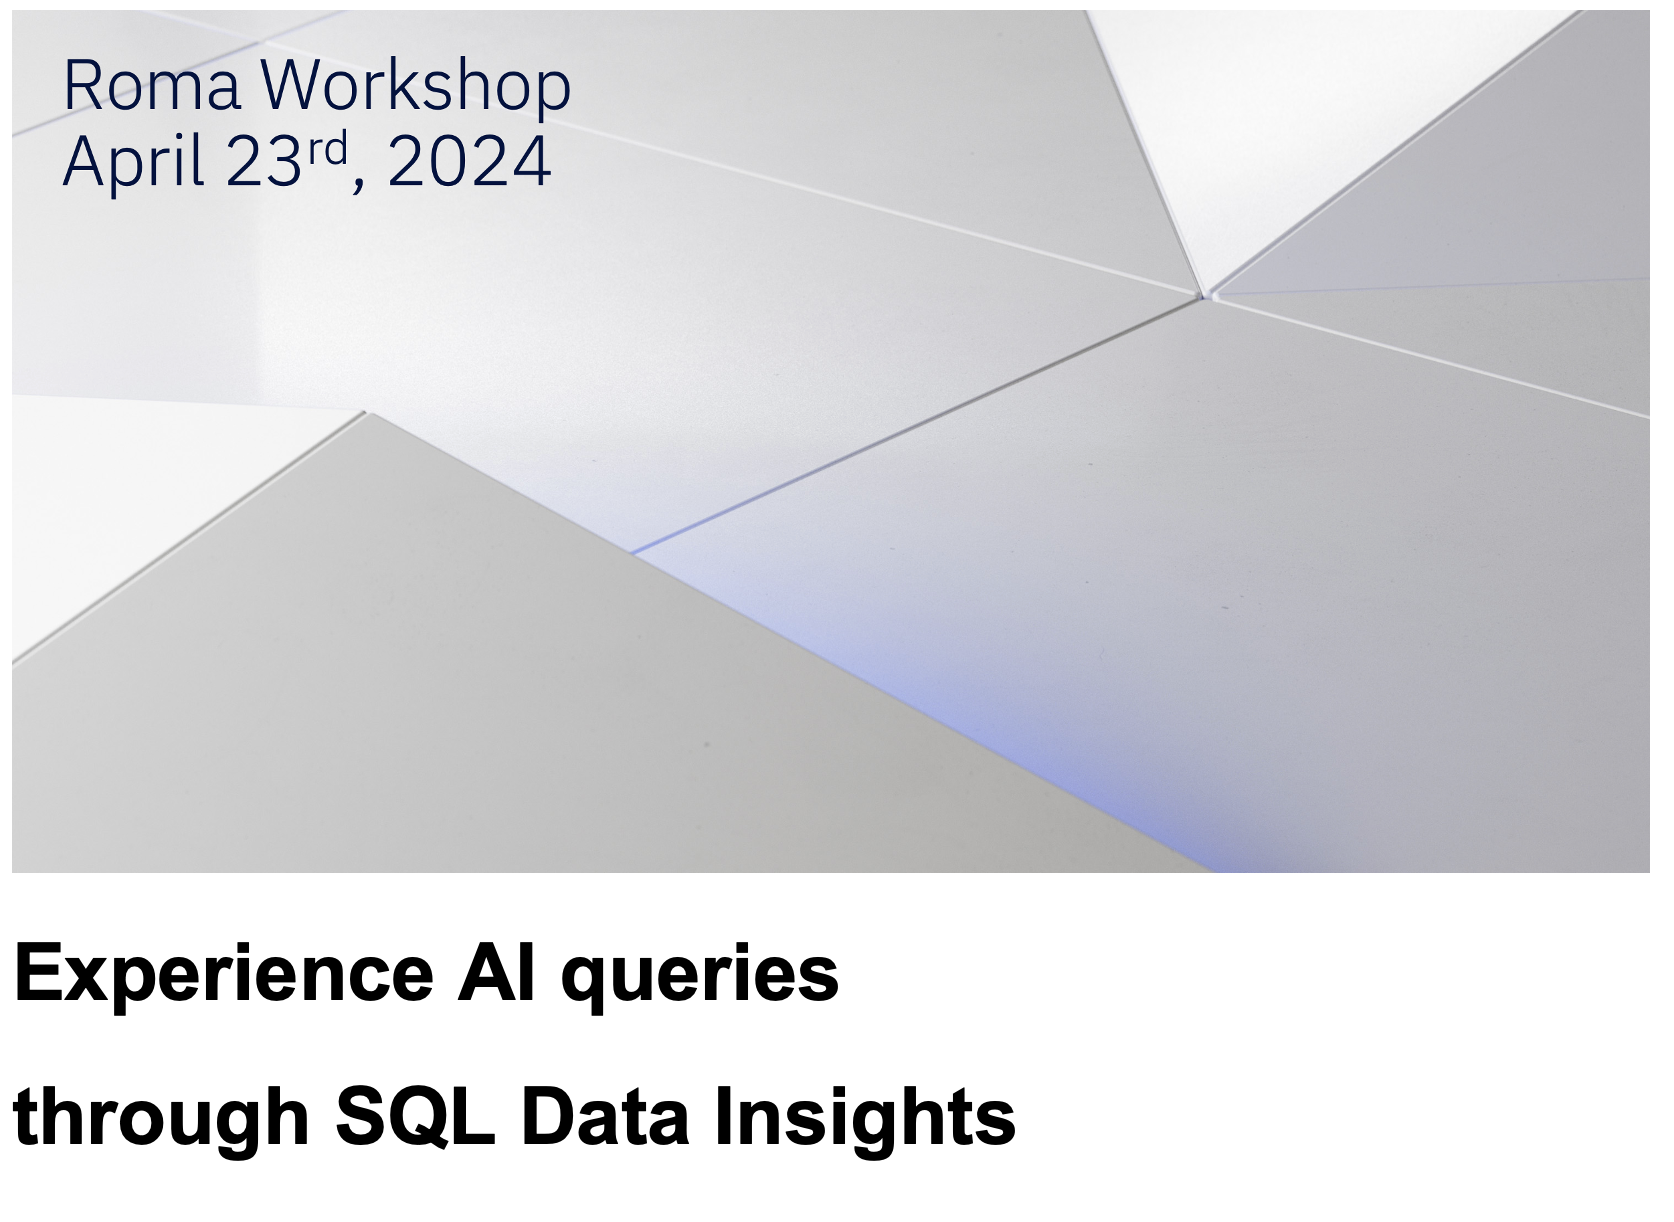 Roma Workshop
April 23rd, 2024
Experience AI queries
through SQL Data Insights